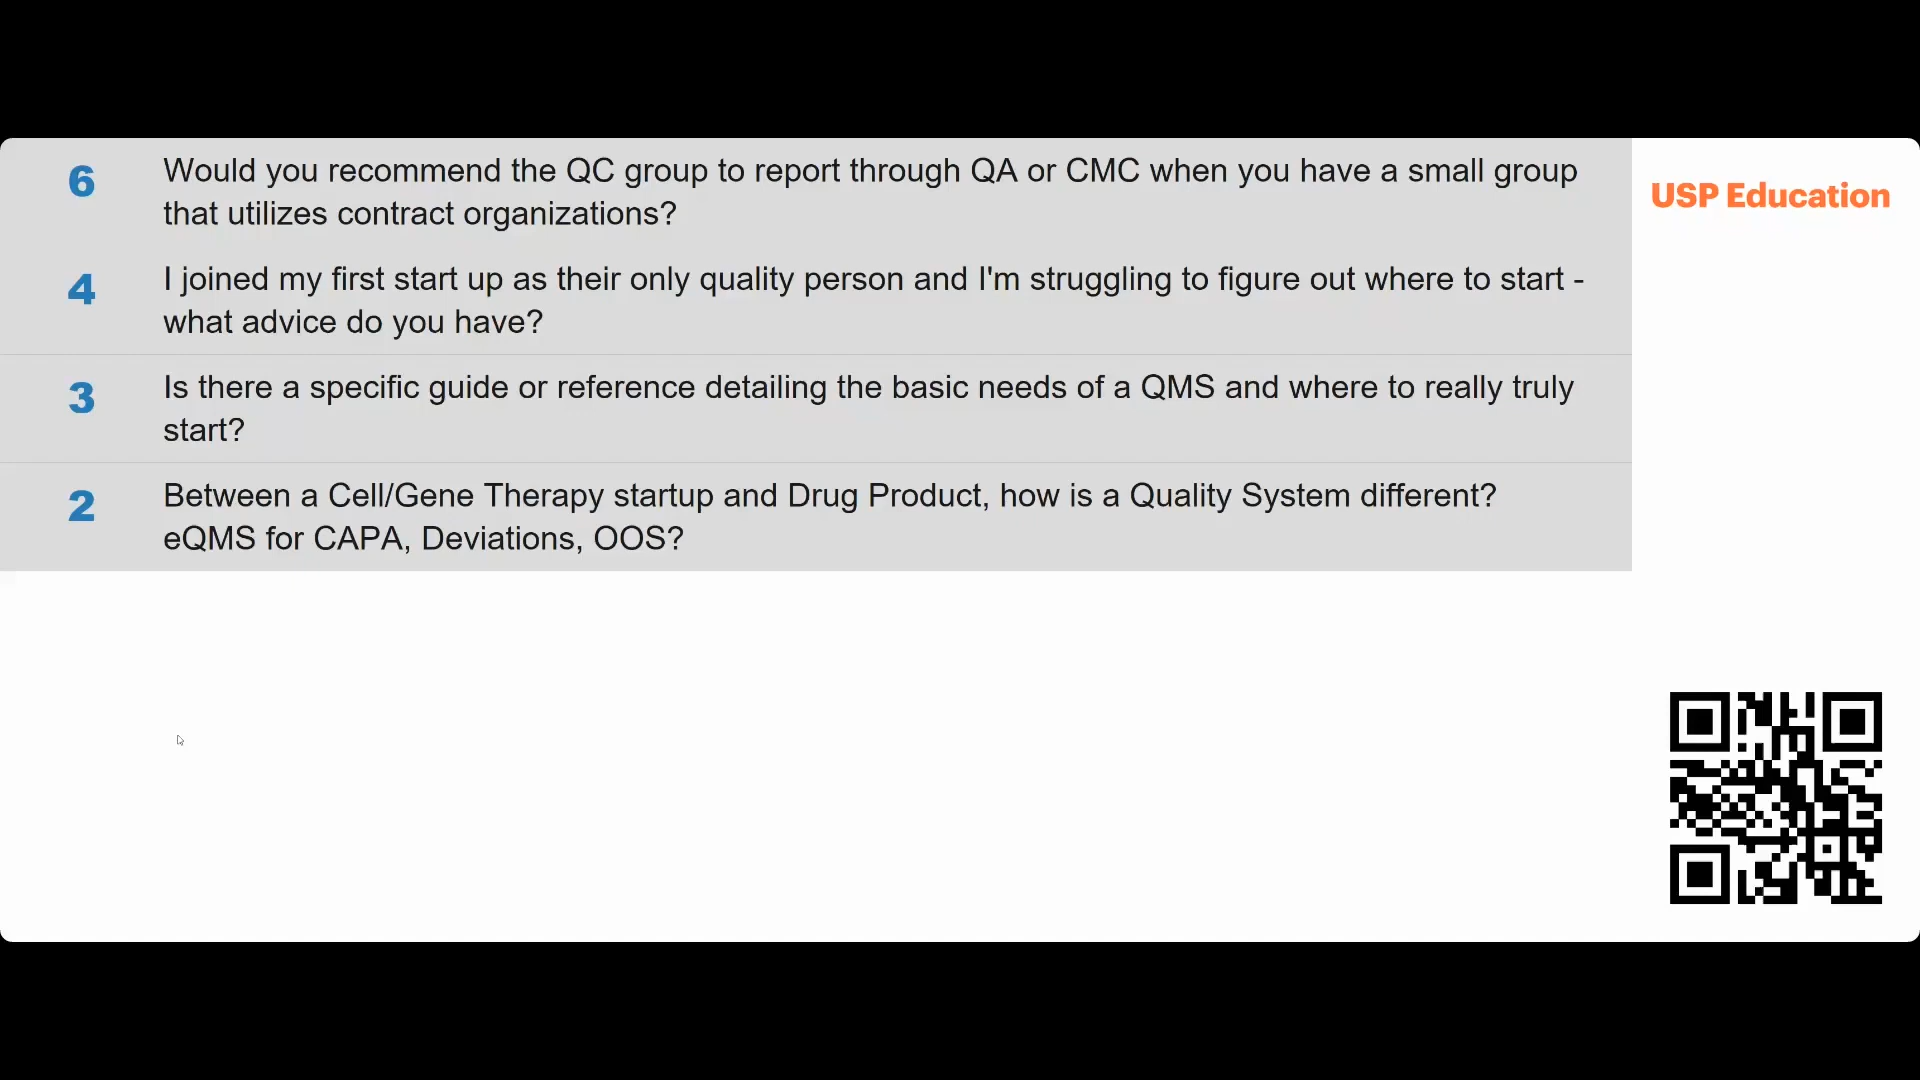 6
Would you recommend the QC group to report through QA or CMC when you have a small group
that utilizes contract organizations?
4
I joined my first start up as their only quality person and I'm struggling to figure out where to start -
what advice do you have?
3
Is there a specific guide or reference detailing the basic needs of a QMS and where to really truly
start?
2
Between a Cell/Gene Therapy startup and Drug Product, how is a Quality System different?
eQMS for CAPA, Deviations, OOS?
USP Education